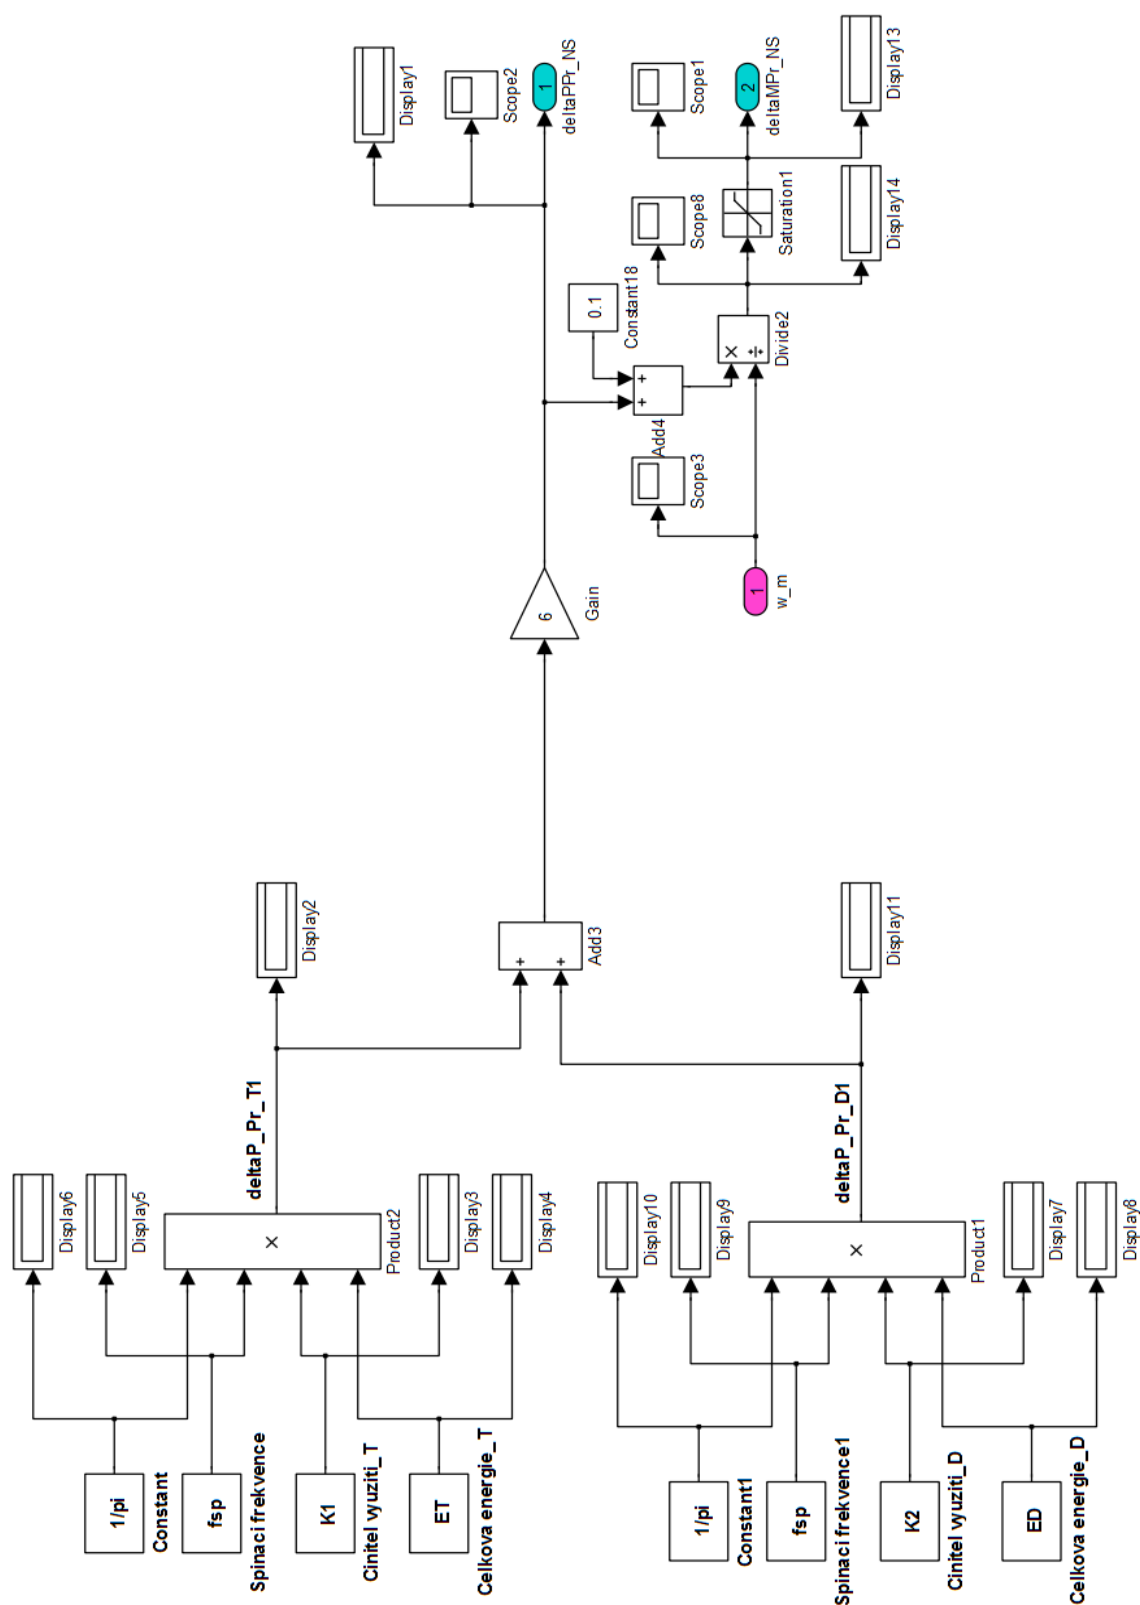 1/pi
Constant
fsp
Spinaci frekvence
K1
Cinitel vyuziti_T
ET
Celkova energie_T
Display6
Display5
×
Product2
Display3
Display4
deltaP_Pr_T1
Display2
1/pi
Constant1
fsp
Spinaci frekvence1
K2
Cinitel vyuziti_D
ED
Celkova energie_D
Display10
Display9
×
Product1
Display7
Display8
deltaP_Pr_D1
Display11
+
+
Add3
6
Gain
Display1
Scope2
1
deltaPPr_NS
1
w_m
Scope3
0.1
Constant18
+
+
Add4
×
÷
Divide2
Scope8
Saturation1
Display14
Scope1
2
deltaMPr_NS
Display13